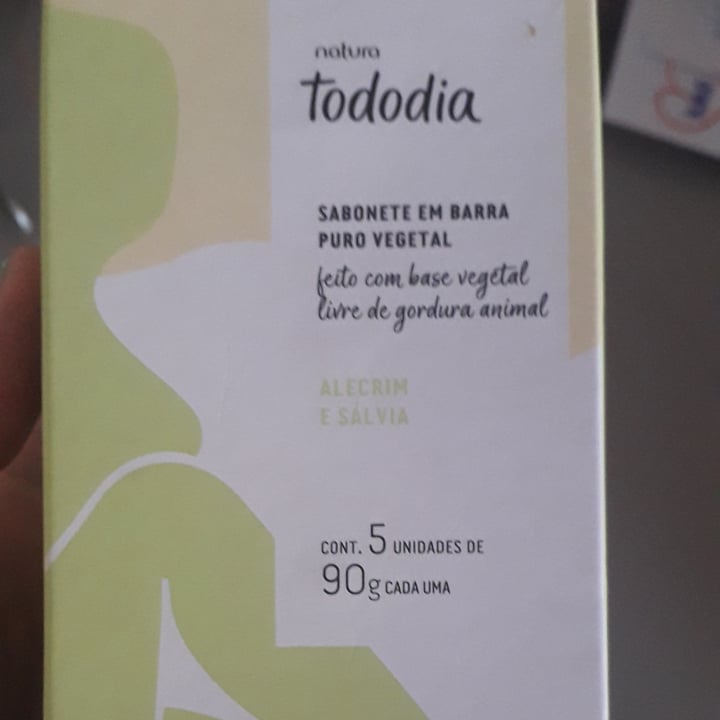 natura
tododia
SABONETE EM BARRA
PURO VEGETAL
feito com base vegetal
livre de gordura animal
ALECRIM
E SÁLVIA
CONT. 5 UNIDADES DE
90g CADA UMA